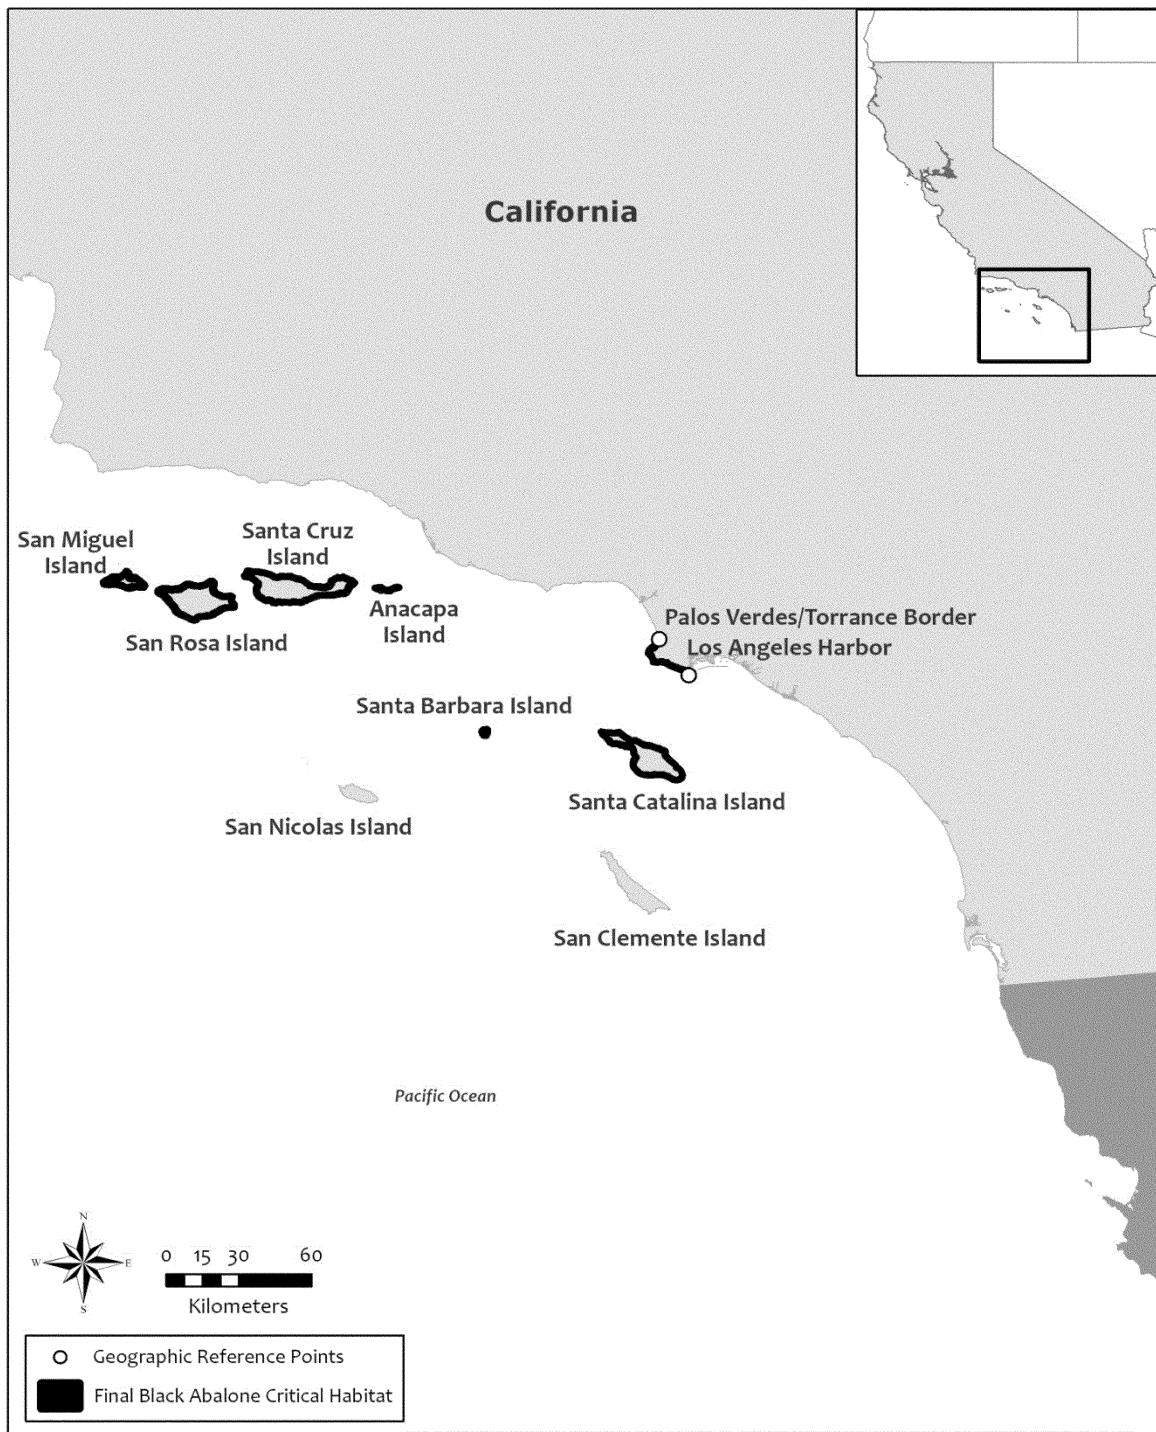 California
San Miguel
Island
Santa Cruz
Island
San Rosa Island
Anacapa
Island
Palos Verdes/Torrance Border
Los Angeles Harbor
Santa Barbara Island
Santa Catalina Island
San Nicolas Island
San Clemente Island
Pacific Ocean
N
W E
S
0 15 30 60
Kilometers
Geographic Reference Points
Final Black Abalone Critical Habitat